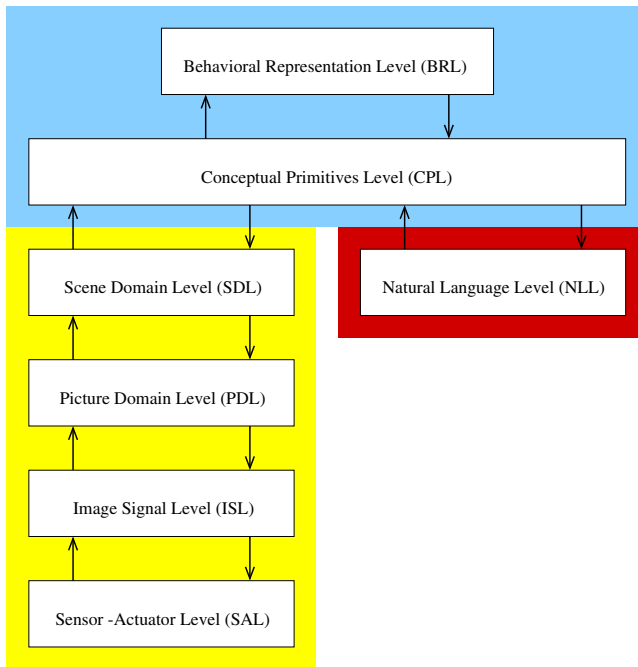 Behavioral Representation Level (BRL)
Conceptual Primitives Level (CPL)
Scene Domain Level (SDL)
Natural Language Level (NLL)
Picture Domain Level (PDL)
Image Signal Level (ISL)
Sensor -Actuator Level (SAL)